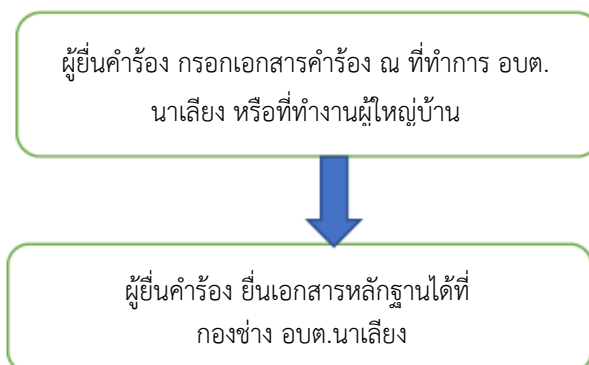 ผู้ยื่นคำร้อง กรอกเอกสารคำร้อง ณ ที่ทำการ อบต.
นาเลียง หรือที่ทำงานผู้ใหญ่บ้าน
ผู้ยื่นคำร้อง ยื่นเอกสารหลักฐานได้ที่
กองช่าง อบต.นาเลียง